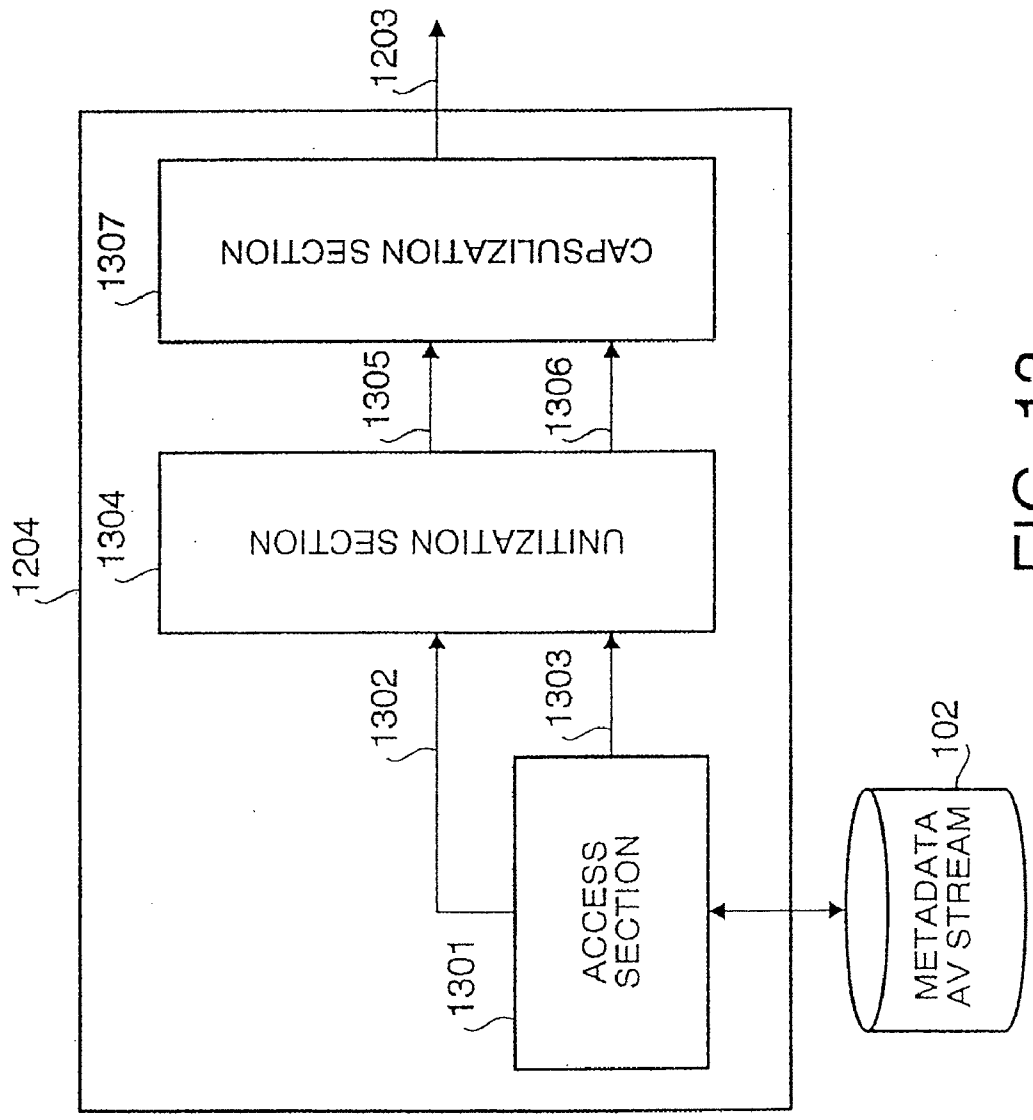 1204
1203
1307
CAPSULIZATION SECTION
1305
1306
1304
UNITIZATION SECTION
1302
1303
1301
ACCESS
SECTION
102
METADATA
AV STREAM